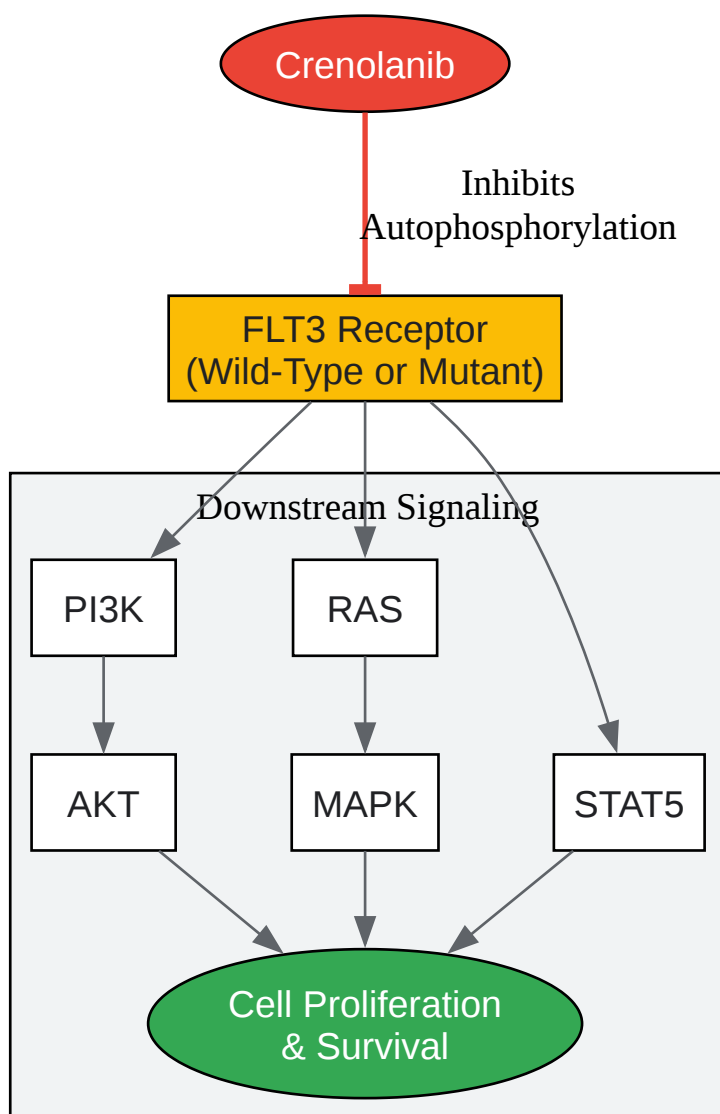 Crenolanib
Inhibits
Autophosphorylation
FLT3 Receptor
(Wild-Type or Mutant)
Downstream Signaling
PI3K
RAS
AKT
MAPK
STAT5
Cell Proliferation
& Survival